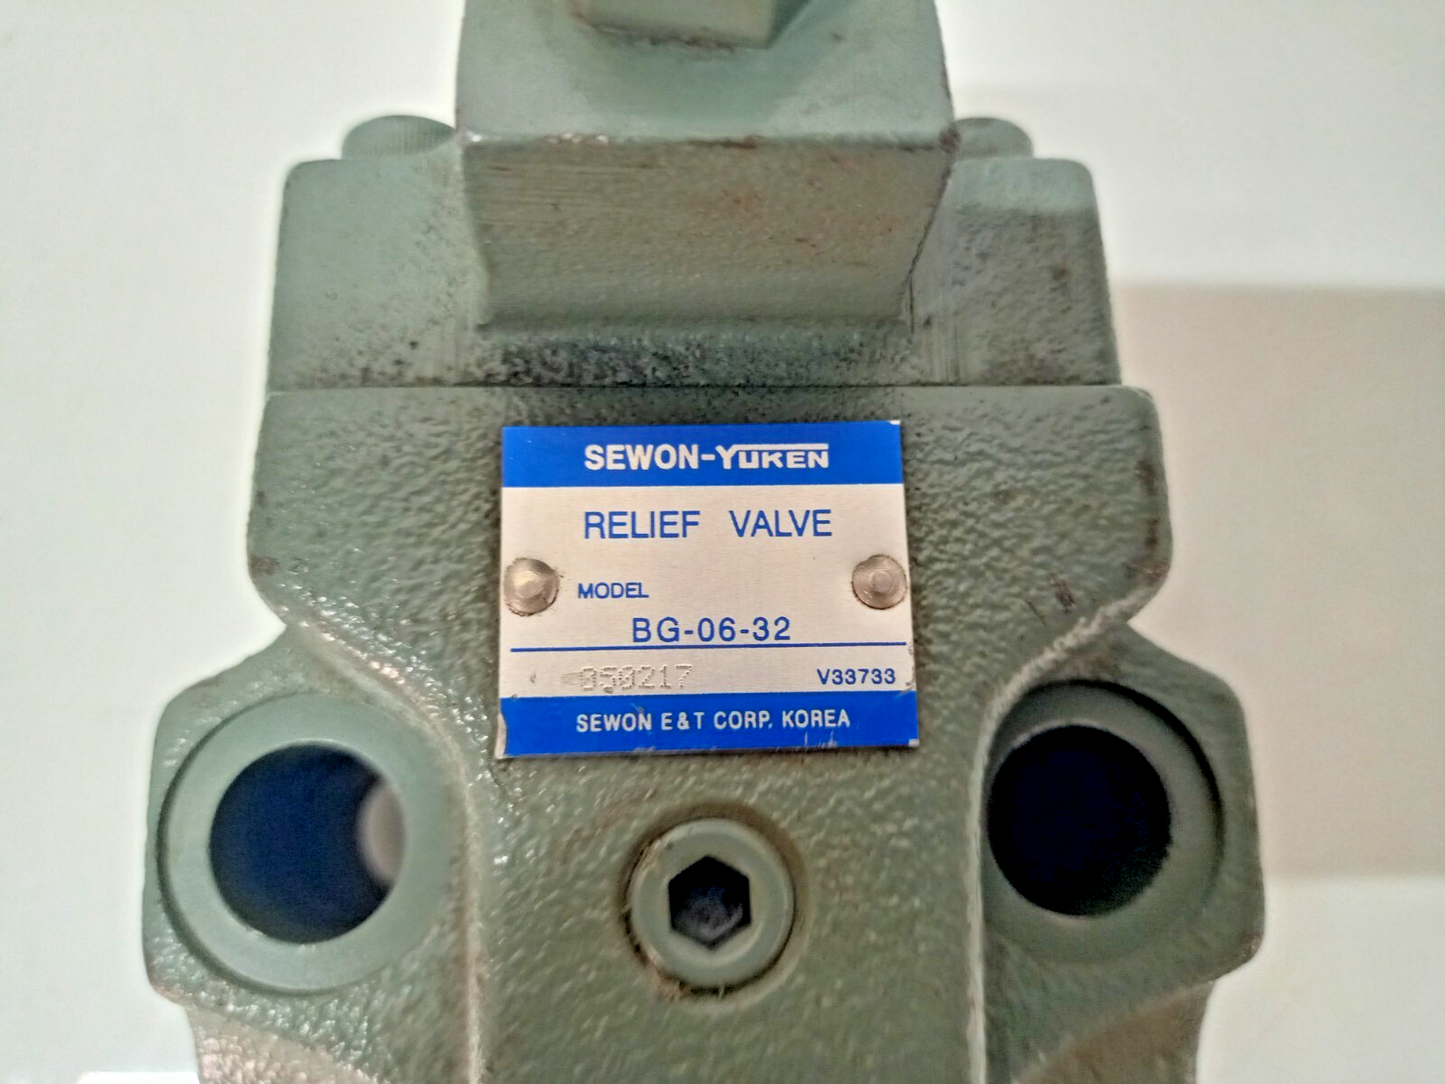 SEWON-YUKEN
RELIEF VALVE
MODEL
BG-06-32
050217 V33733
SEWON E&T CORP. KOREA